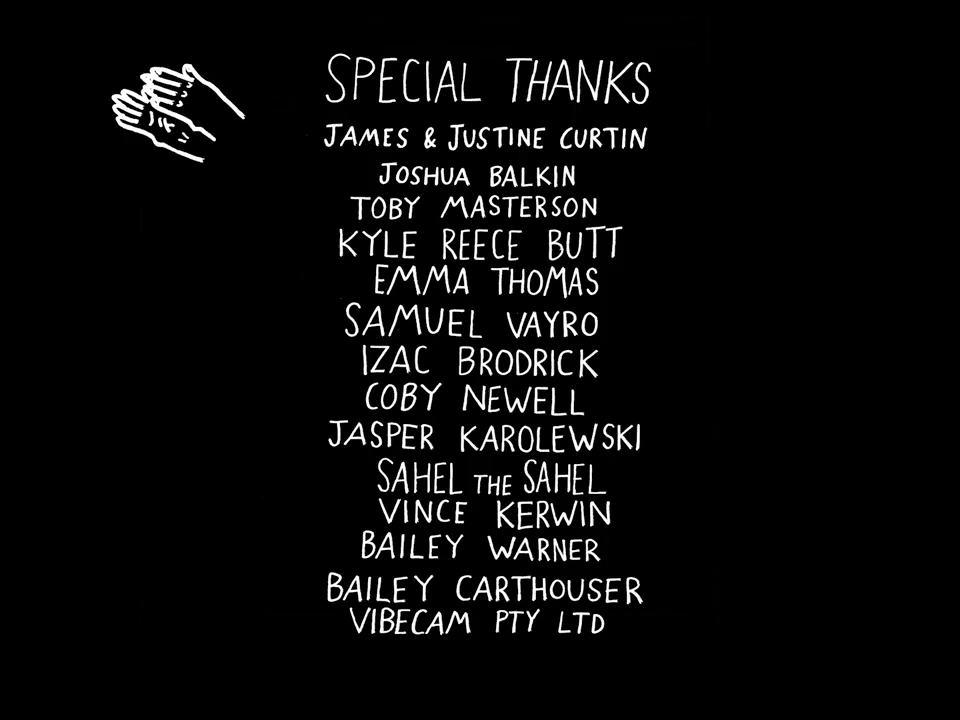 SPECIAL THANKS
JAMES & JUSTINE CURTIN
JOSHUA BALKIN
TOBY MASTERSON
KYLE REECE BUTT
EMMA THOMAS
SAMUEL VAYRO
IZAC BRODRICK
COBY NEWELL
JASPER KAROLEWSKI
SAHEL THE SAHEL
VINCE KERWIN
BAILEY WARNER
BAILEY CARTHOUSER
VIBECAM PTY LTD